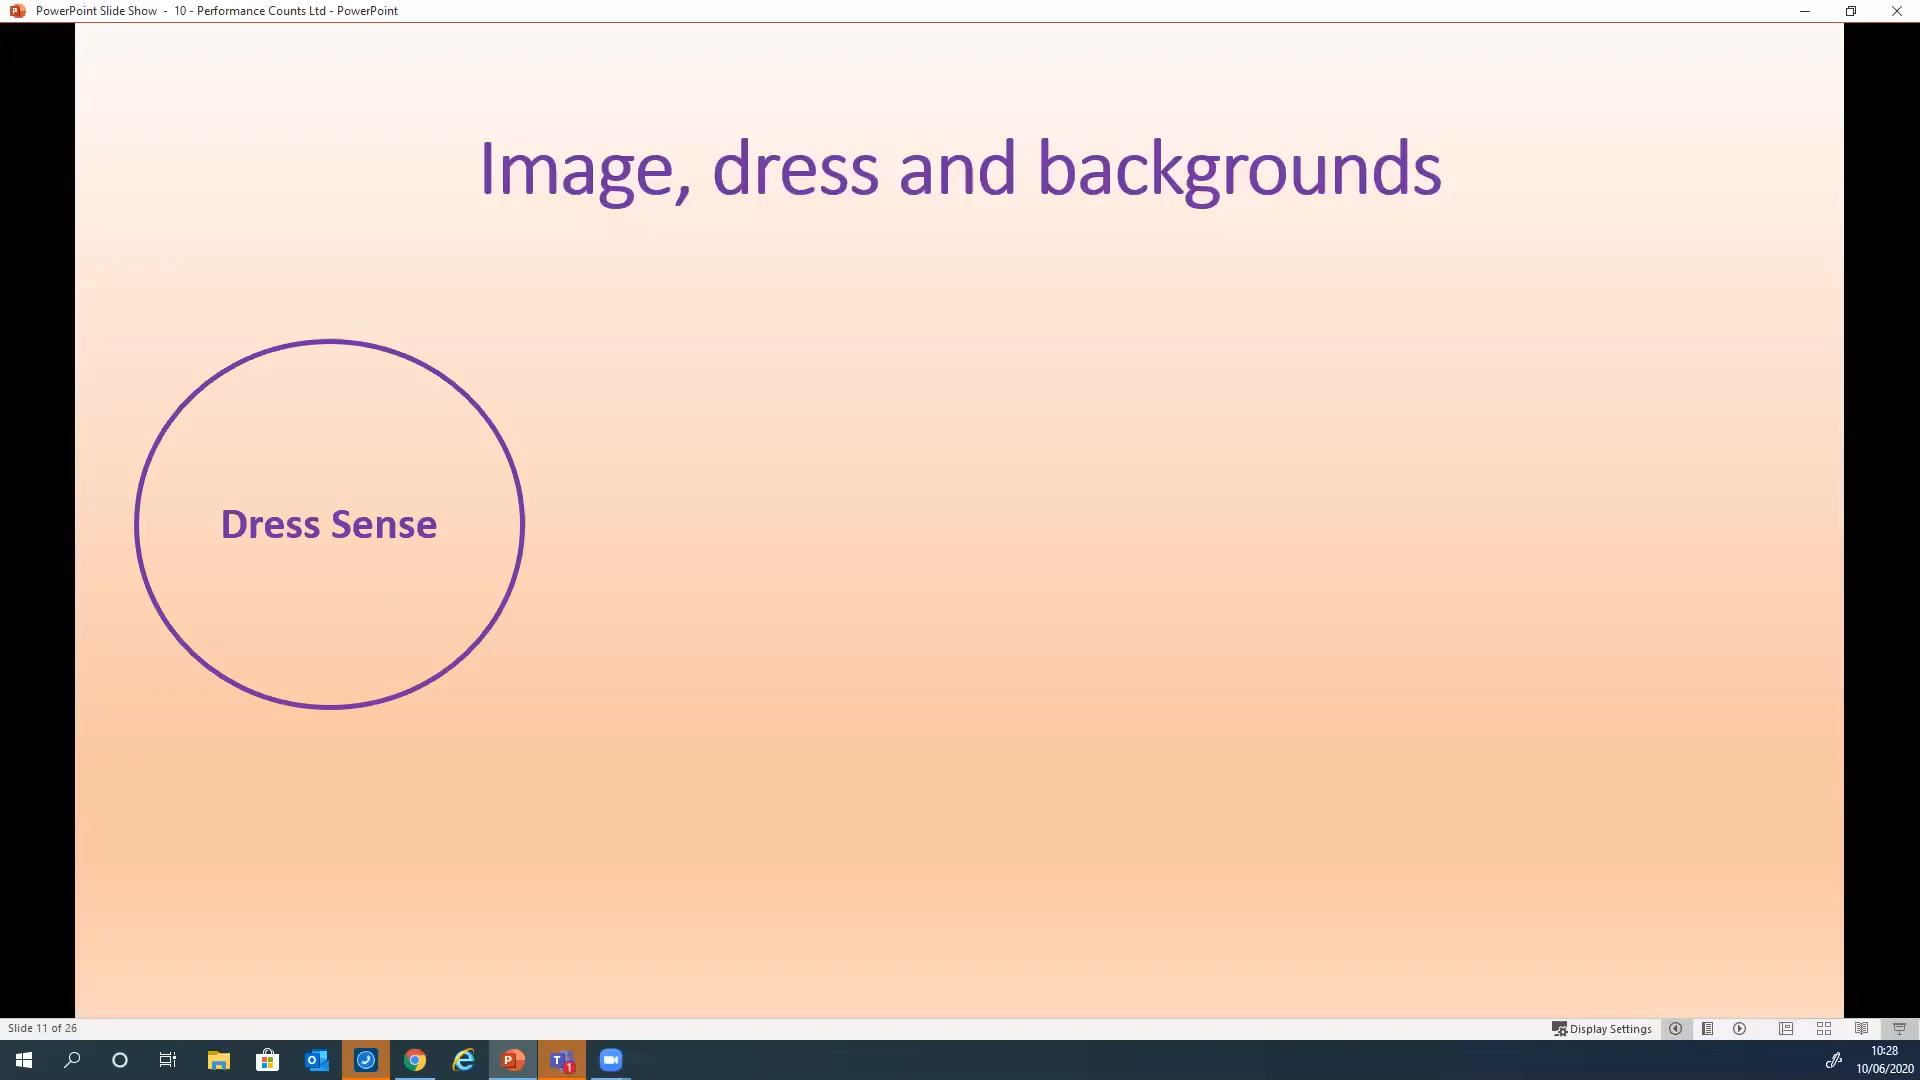 PowerPoint Slide Show - 10 - Performance Counts Ltd - PowerPoint
Image, dress and backgrounds
Dress Sense
Slide 11 of 26
Display Settings
1
10:28
10/06/2020